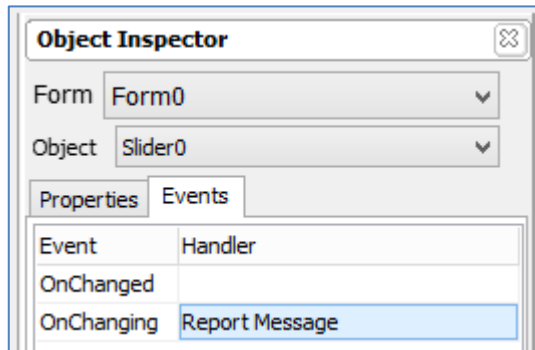 Object Inspector
Form Form0
Object Slider0
Properties Events
Event Handler
OnChanged
OnChanging Report Message